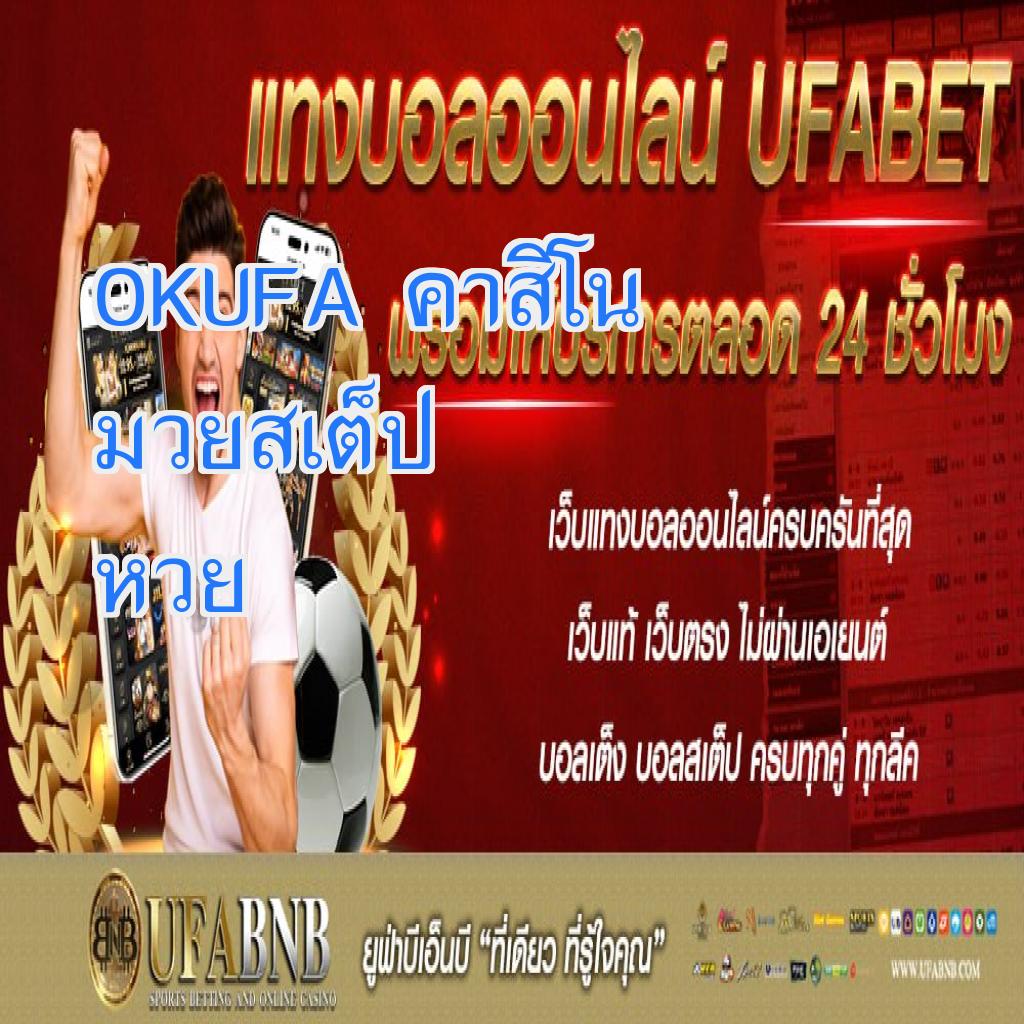 แทงบอลออนไลน์ UFABET
OKUFA คาสิโน
พร้อมให้บริการตลอด 24 ชั่วโมง
มวยสเต็ป
เว็บแทงบอลออนไลน์ครบครันที่สุด
หวย
เว็บแท้ เว็บตรง ไม่ผ่านเอเยนต์
บอลเต็ง บอลสเต็ป ครบทุกคู่ ทุกลีค
BNB
UFABNB
SPORTS BETTING AND ONLINE CASINO
ยูฟ่าบีเอ็นบี “ที่เดียว ที่รู้ใจคุณ”
WWW.UFABNB.COM